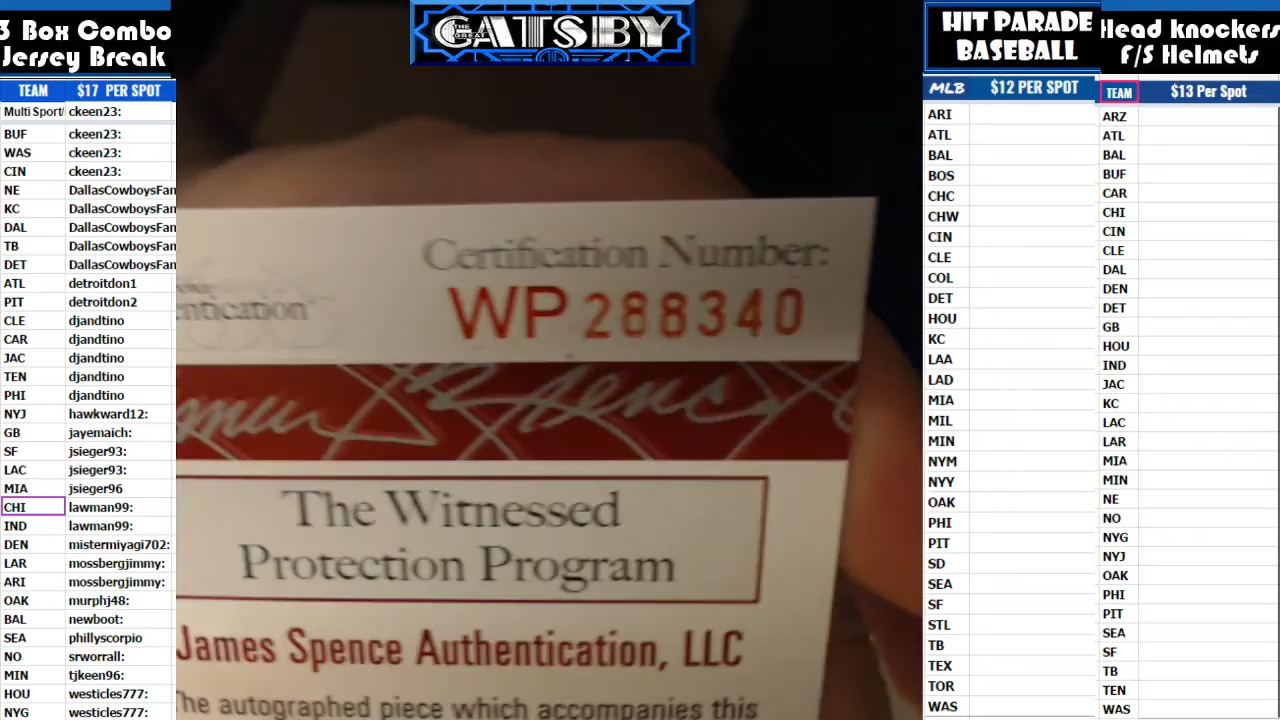 3 Box Combo
Jersey Break
TEAM $17 PER SPOT
Multi Sport/ ckeen23:
BUF ckeen23:
WAS ckeen23:
CIN ckeen23:
NE DallasCowboysFan
KC DallasCowboysFan
DAL DallasCowboysFan
TB DallasCowboysFan
DET DallasCowboysFan
ATL detroitdon1
PIT detroitdon2
CLE djandtino
CAR djandtino
JAC djandtino
TEN djandtino
PHI djandtino
NYJ hawkward12:
GB jayemaich:
SF jsieger93:
LAC jsieger93:
MIA jsieger96
CHI lawman99:
IND lawman99:
DEN mistermiyagi702:
LAR mossbergjimmy:
ARI mossbergjimmy:
OAK murphj48:
BAL newboot:
SEA phillyscorpio
NO srworrall:
MIN tjkeen96:
HOU westicles777:
NYG westicles777:
THE GREAT GATSBY
Certification Number:
WP 288340
The Witnessed
Protection Program
James Spence Authentication, LLC
The autographed piece which accompanies this
HIT PARADE
BASEBALL
MLB $12 PER SPOT
ARI
ATL
BAL
BOS
CHC
CHW
CIN
CLE
COL
DET
HOU
KC
LAA
LAD
MIA
MIL
MIN
NYM
NYY
OAK
PHI
PIT
SD
SEA
SF
STL
TB
TEX
TOR
WAS
Head knockers
F/S Helmets
TEAM $13 Per Spot
ARZ
ATL
BAL
BUF
CAR
CHI
CIN
CLE
DAL
DEN
DET
GB
HOU
IND
JAC
KC
LAC
LAR
MIA
MIN
NE
NO
NYG
NYJ
OAK
PHI
PIT
SEA
SF
TB
TEN
WAS